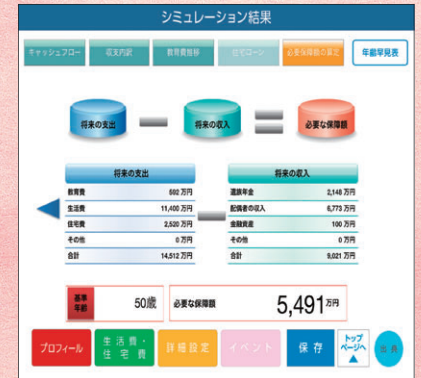 シミュレーション結果
キャッシュフロー 収支内訳 教育費推移 住宅ローン 必要保障額の算定 年齢早見表
将来の支出 将来の収入 必要な保障額
将来の支出
教育費 592 万円
生活費 11,400 万円
住宅費 2,520 万円
その他 0 万円
合計 14,512 万円
将来の収入
遺族年金 2,148 万円
配偶者の収入 6,773 万円
金融資産 100 万円
その他 0 万円
合計 9,021 万円
基準年齢 50歳 必要な保障額 5,491 万円
プロフィール 生活費・住宅費 詳細設定 イベント 保存 トップページへ